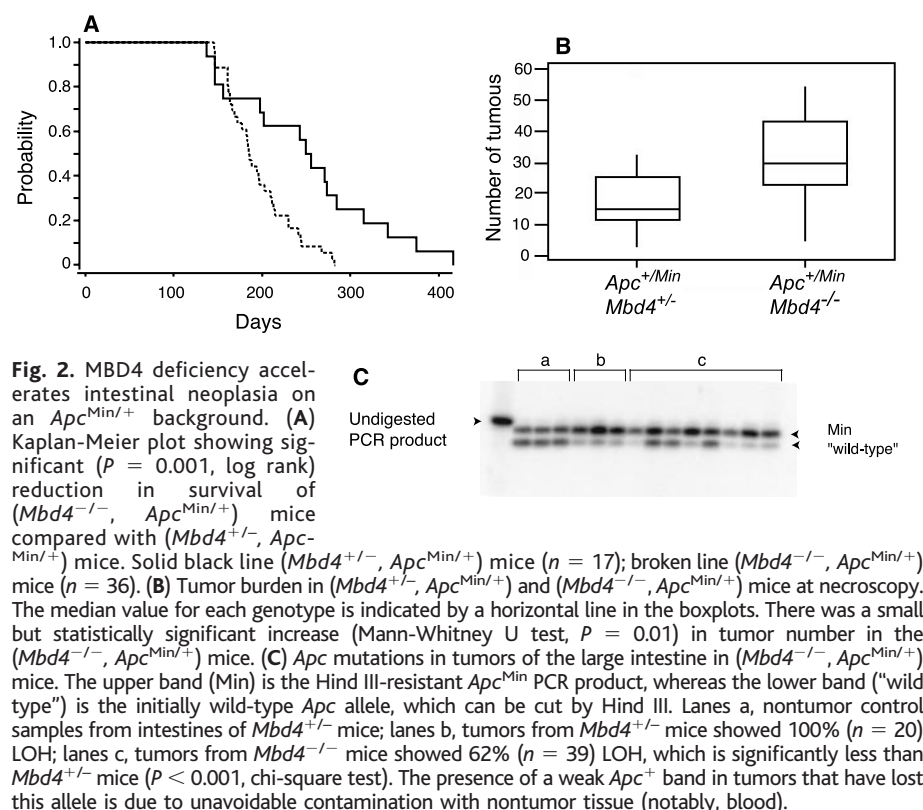 A
1.0
0.8
0.6
0.4
0.2
0
Probability
0 100 200 300 400
Days
B
60
50
40
30
20
10
0
Number of tumous
Apc+/Min Apc+/Min
Mbd4+/- Mbd4-/-
Fig. 2. MBD4 deficiency accel-
erates intestinal neoplasia on
an ApcMin/+ background. (A)
Kaplan-Meier plot showing sig-
nificant (P = 0.001, log rank)
reduction in survival of
(Mbd4−/−, ApcMin/+) mice
compared with (Mbd4+/−, Apc-
Min/+) mice. Solid black line (Mbd4+/−, ApcMin/+) mice (n = 17); broken line (Mbd4−/−, ApcMin/+)
mice (n = 36). (B) Tumor burden in (Mbd4+/−, ApcMin/+) and (Mbd4−/−, ApcMin/+) mice at necroscopy.
The median value for each genotype is indicated by a horizontal line in the boxplots. There was a small
but statistically significant increase (Mann-Whitney U test, P = 0.01) in tumor number in the
(Mbd4−/−, ApcMin/+) mice. (C) Apc mutations in tumors of the large intestine in (Mbd4−/−, ApcMin/+)
mice. The upper band (Min) is the Hind III-resistant ApcMin PCR product, whereas the lower band ("wild
type") is the initially wild-type Apc allele, which can be cut by Hind III. Lanes a, nontumor control
samples from intestines of Mbd4+/− mice; lanes b, tumors from Mbd4+/− mice showed 100% (n = 20)
LOH; lanes c, tumors from Mbd4−/− mice showed 62% (n = 39) LOH, which is significantly less than
Mbd4+/− mice (P < 0.001, chi-square test). The presence of a weak Apc+ band in tumors that have lost
this allele is due to unavoidable contamination with nontumor tissue (notably, blood).
C
a b c
Undigested
PCR product
Min
"wild-type"